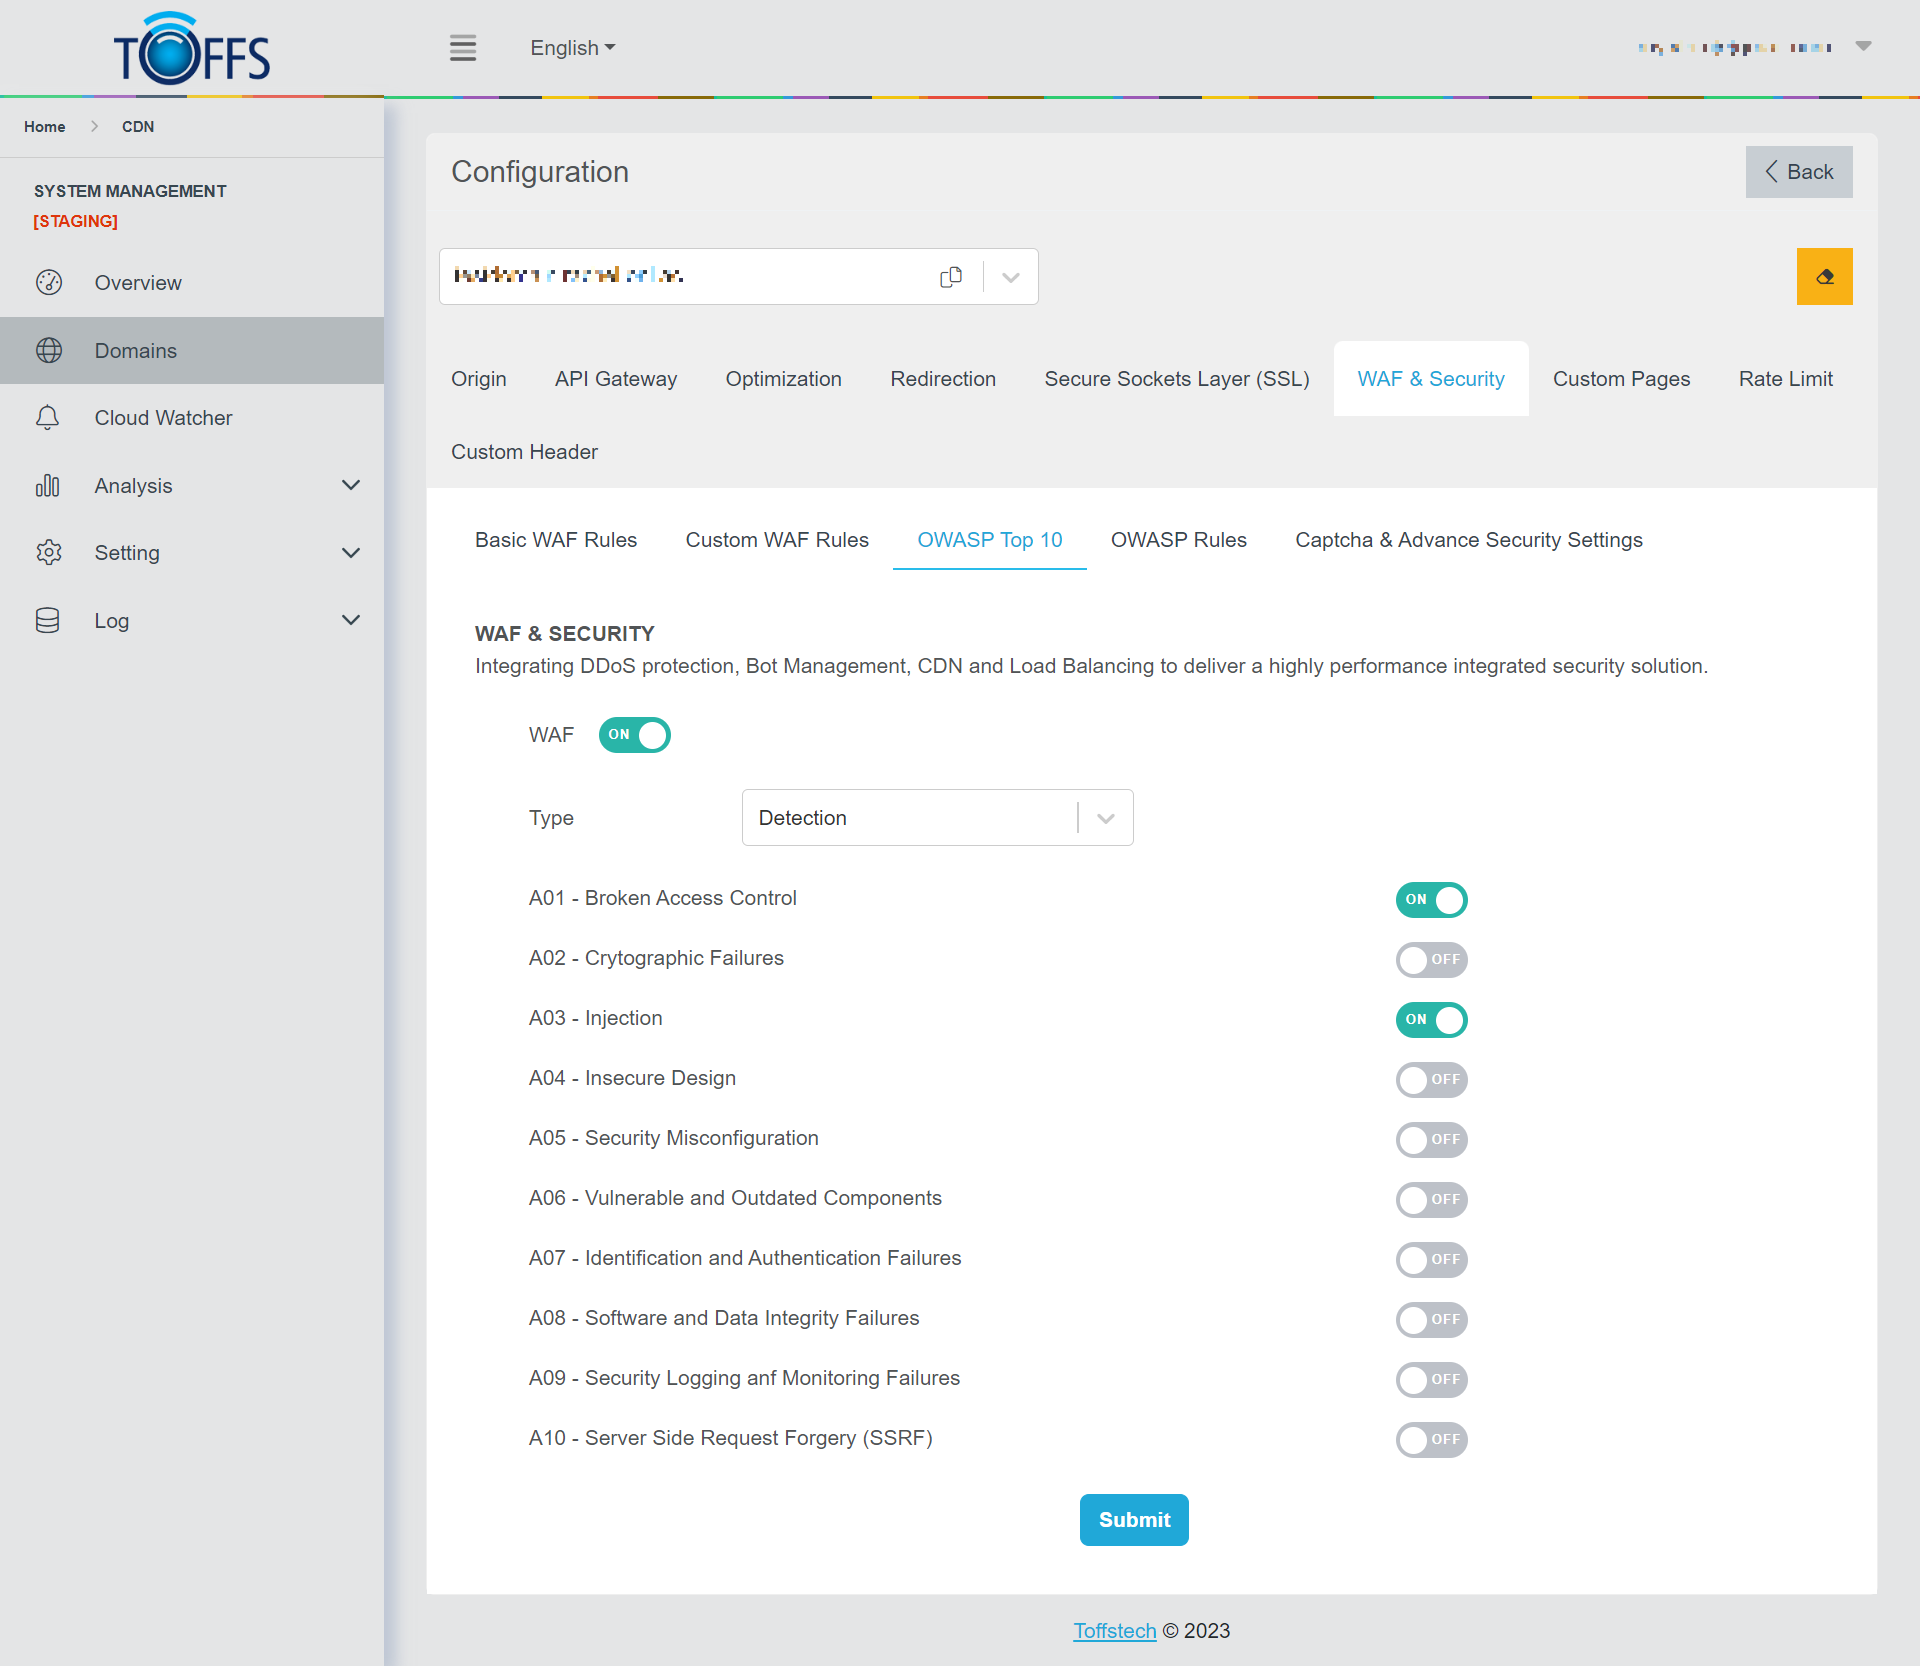 TOFFS
English
Home > CDN
SYSTEM MANAGEMENT
[STAGING]
Overview
Domains
Cloud Watcher
Analysis
Setting
Log
Configuration
Back
Origin
API Gateway
Optimization
Redirection
Secure Sockets Layer (SSL)
WAF & Security
Custom Pages
Rate Limit
Custom Header
Basic WAF Rules
Custom WAF Rules
OWASP Top 10
OWASP Rules
Captcha & Advance Security Settings
WAF & SECURITY
Integrating DDoS protection, Bot Management, CDN and Load Balancing to deliver a highly performance integrated security solution.
WAF ON
Type Detection
A01 - Broken Access Control ON
A02 - Crytographic Failures OFF
A03 - Injection ON
A04 - Insecure Design OFF
A05 - Security Misconfiguration OFF
A06 - Vulnerable and Outdated Components OFF
A07 - Identification and Authentication Failures OFF
A08 - Software and Data Integrity Failures OFF
A09 - Security Logging anf Monitoring Failures OFF
A10 - Server Side Request Forgery (SSRF) OFF
Submit
Toffstech © 2023